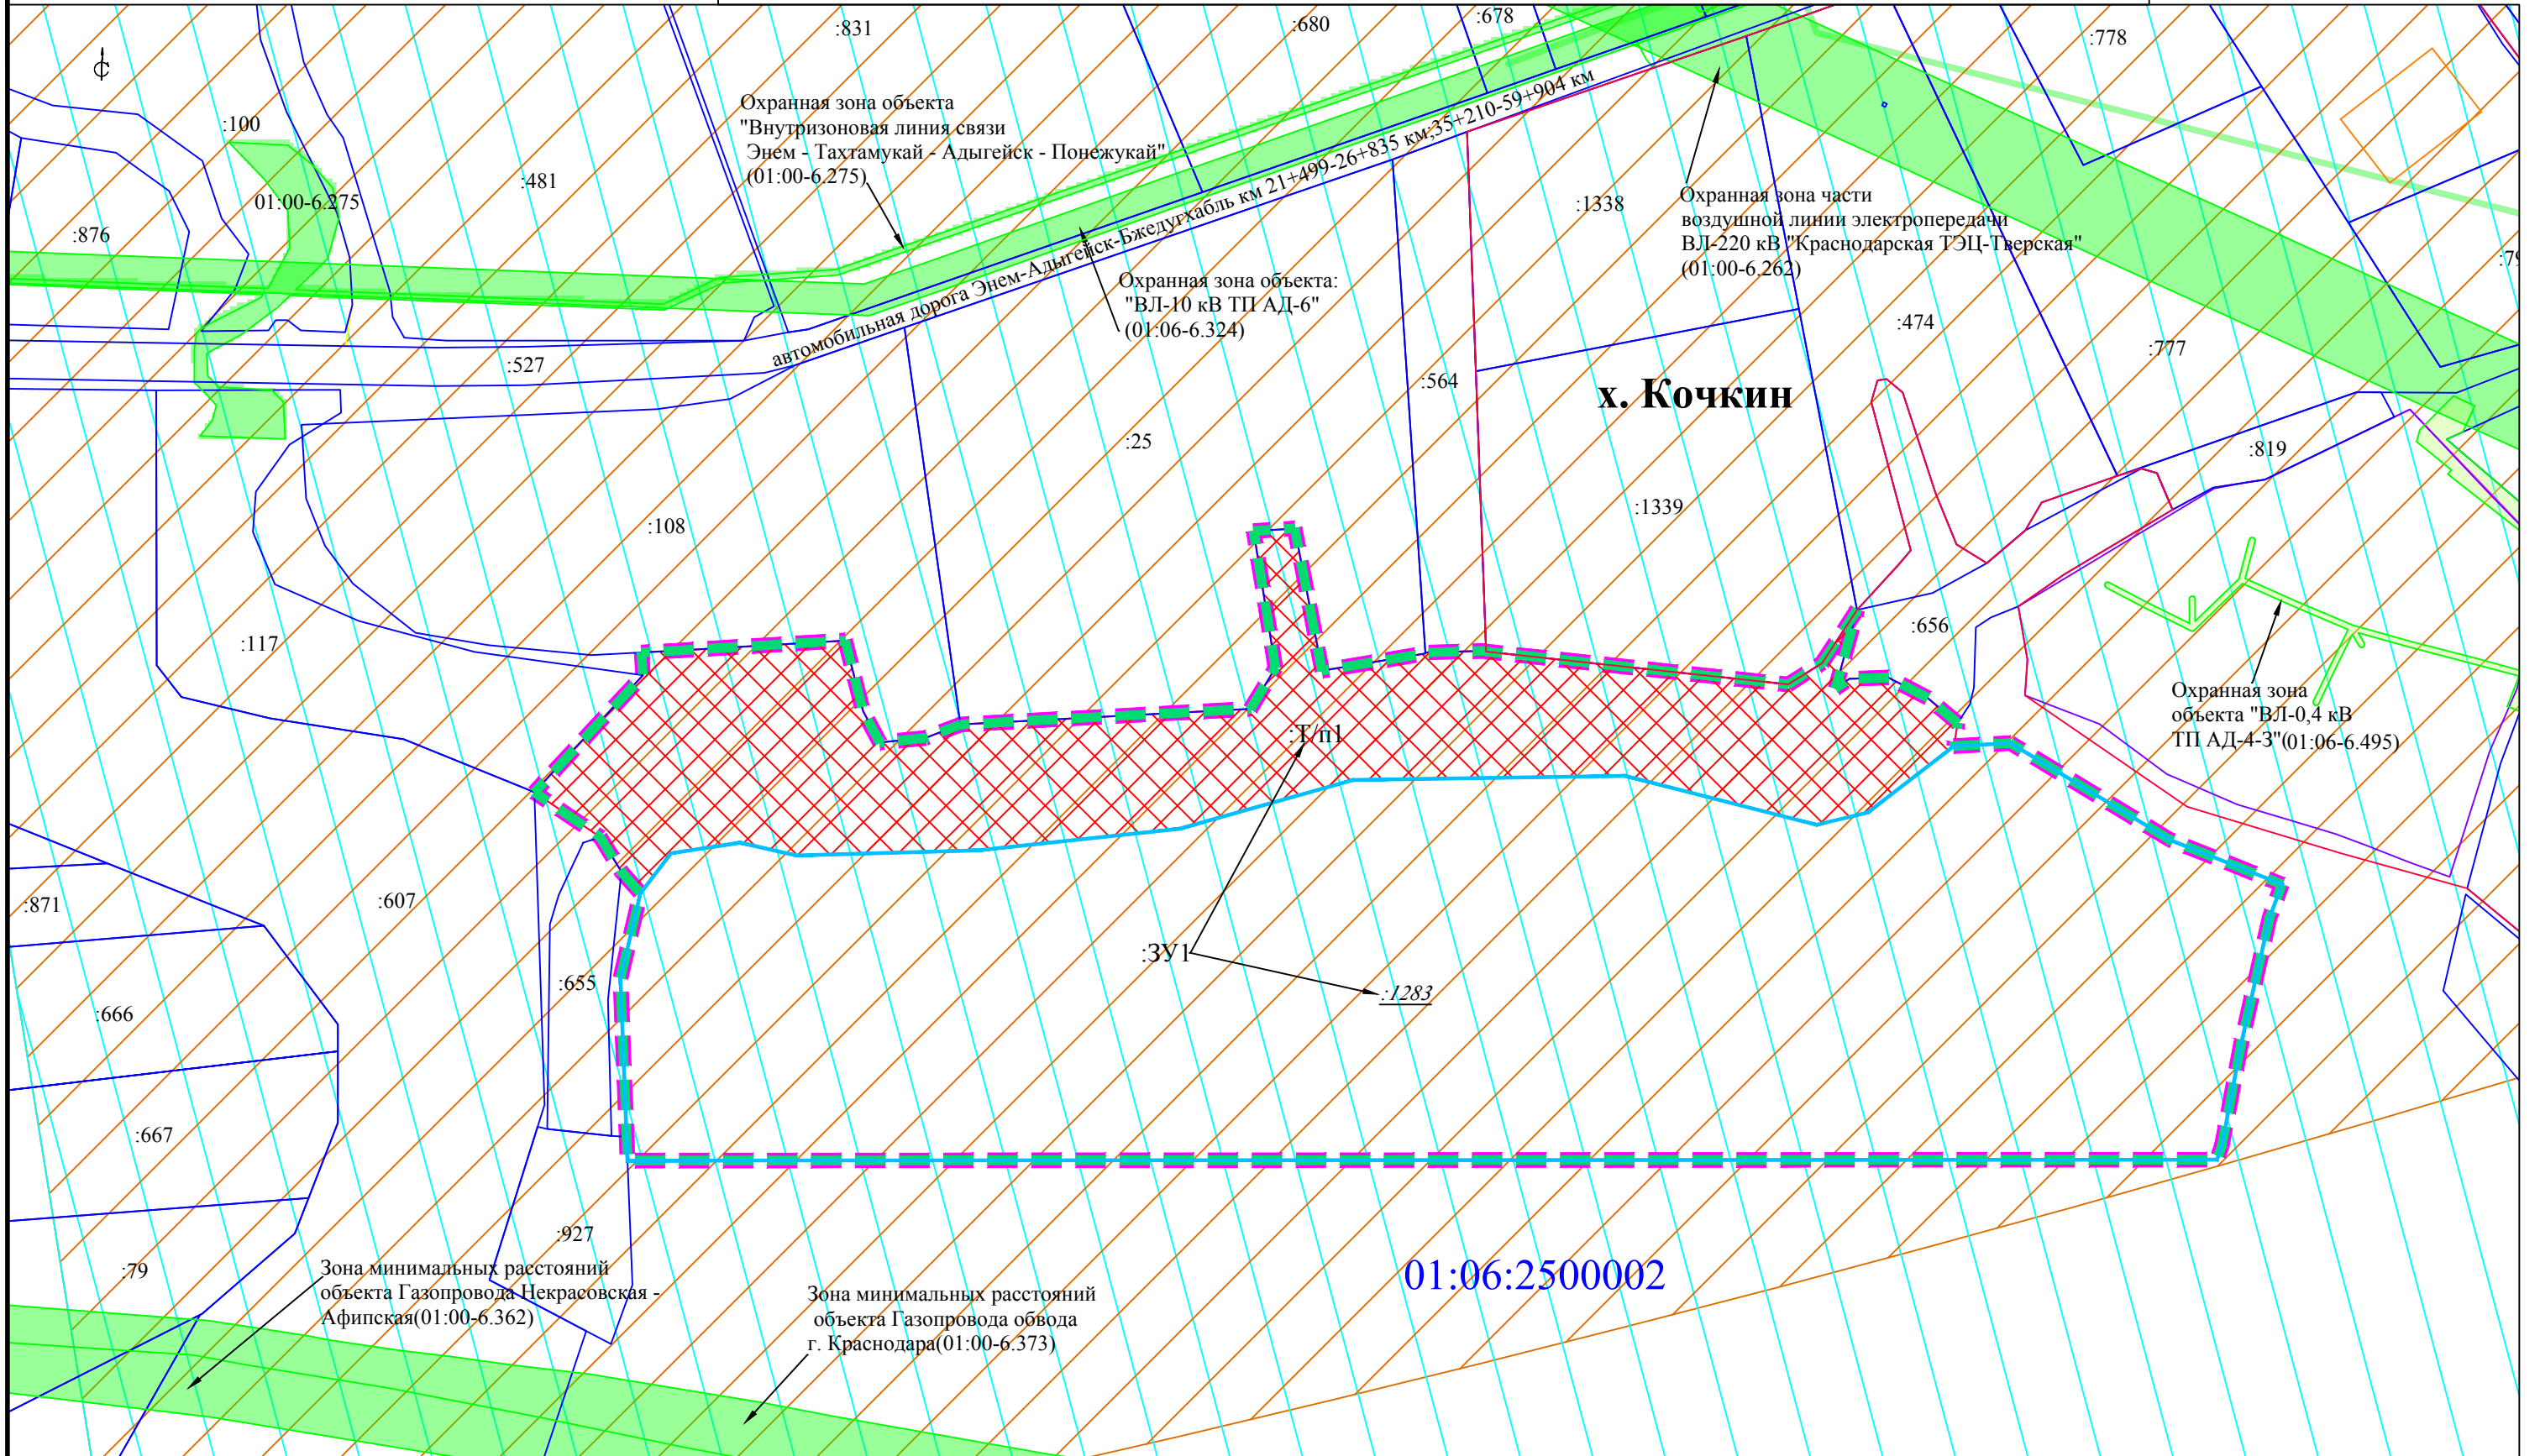 :831
:680
:678
:778
:100
Охранная зона объекта
"Внутризоновая линия связи
Энем - Тахтамукай - Адыгейск - Понежукай"
(01:00-6.275)
автомобильная дорога Энем-Адыгейск-Бжедугхабль км 21+499-26+835 км,35+210-59+904 км
:481
01:00-6.275
:876
:1338
Охранная зона части
воздушной линии электропередачи
ВЛ-220 кВ "Краснодарская ТЭЦ-Тверская"
(01:00-6.262)
Охранная зона объекта:
"ВЛ-10 кВ ТП АД-6"
(01:06-6.324)
:474
:777
:527
:564
х. Кочкин
:25
:819
:1339
:108
:656
:117
Охранная зона
объекта "ВЛ-0,4 кВ
ТП АД-4-3"(01:06-6.495)
:Т/п1
:871
:607
:ЗУ1
:655
:1283
:666
:667
:927
:79
Зона минимальных расстояний
объекта Газопровода Некрасовская -
Афипская(01:00-6.362)
Зона минимальных расстояний
объекта Газопровода обвода
г. Краснодара(01:00-6.373)
01:06:2500002